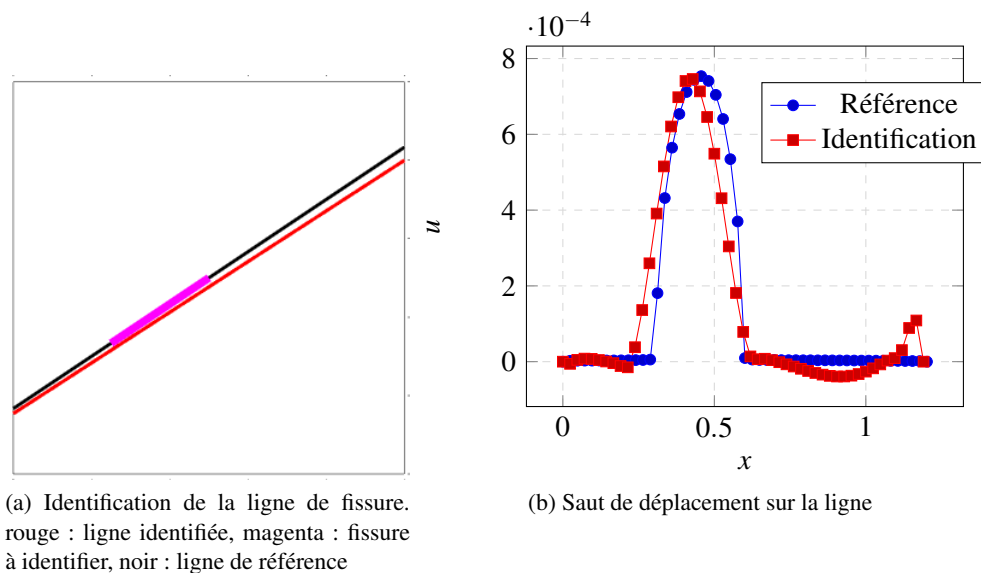 ·10−4
8
6
4
2
0
u
0
0.5
1
x
Référence
Identification
(a) Identification de la ligne de fissure.
rouge : ligne identifiée, magenta : fissure
à identifier, noir : ligne de référence
(b) Saut de déplacement sur la ligne